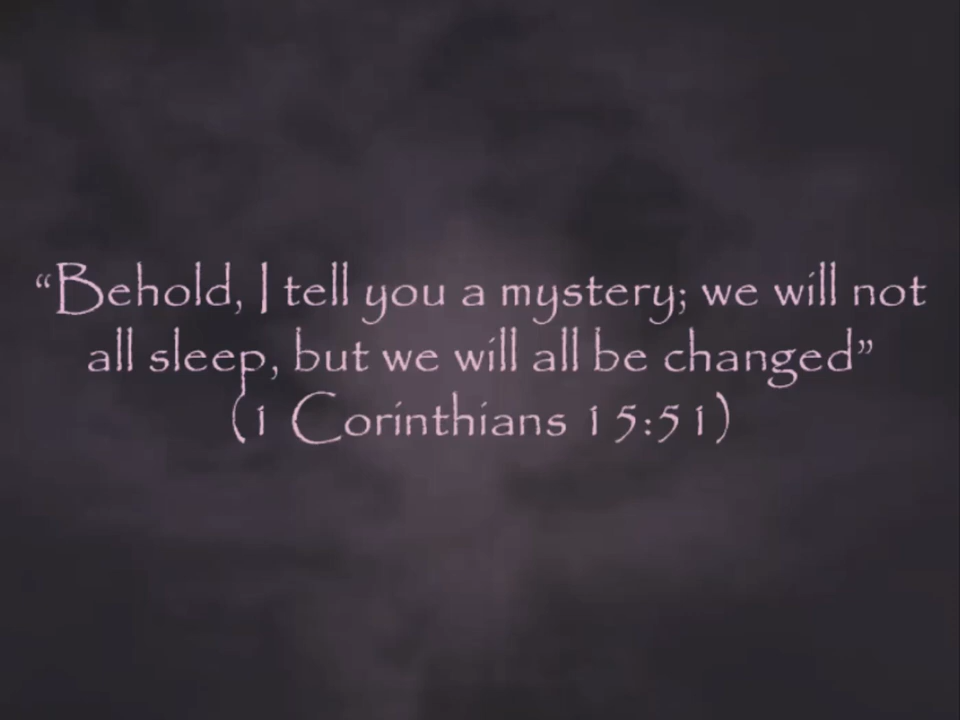 “Behold, I tell you a mystery; we will not
all sleep, but we will all be changed”
(1 Corinthians 15:51)